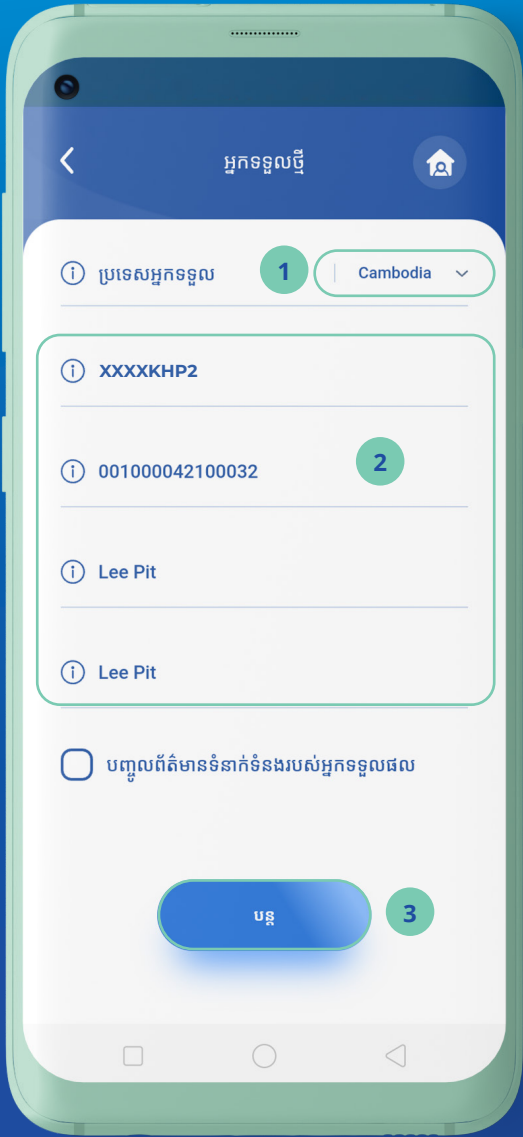 អ្នកទទួលថ្មី
ប្រទេសអ្នកទទួល 1 Cambodia
XXXXKHP2
001000042100032 2
Lee Pit
Lee Pit
បញ្ចូលព័ត៌មានទំនាក់ទំនងរបស់អ្នកទទួលផល
បន្ត 3